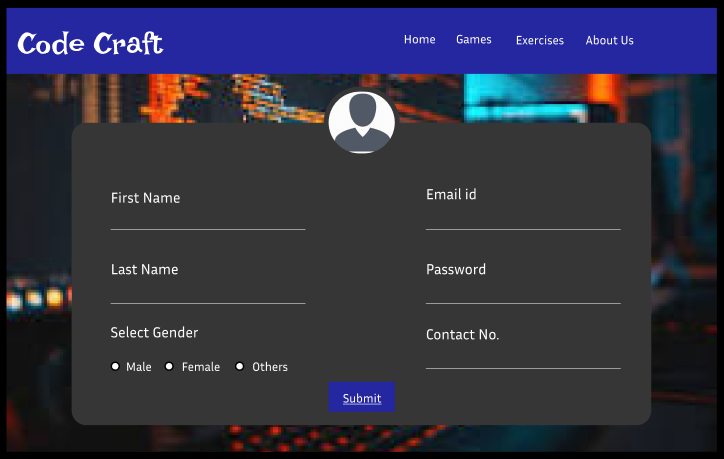 Code Craft
Home Games Exercises About Us
First Name
Email id
Last Name
Password
Select Gender
Contact No.
Male Female Others
Submit